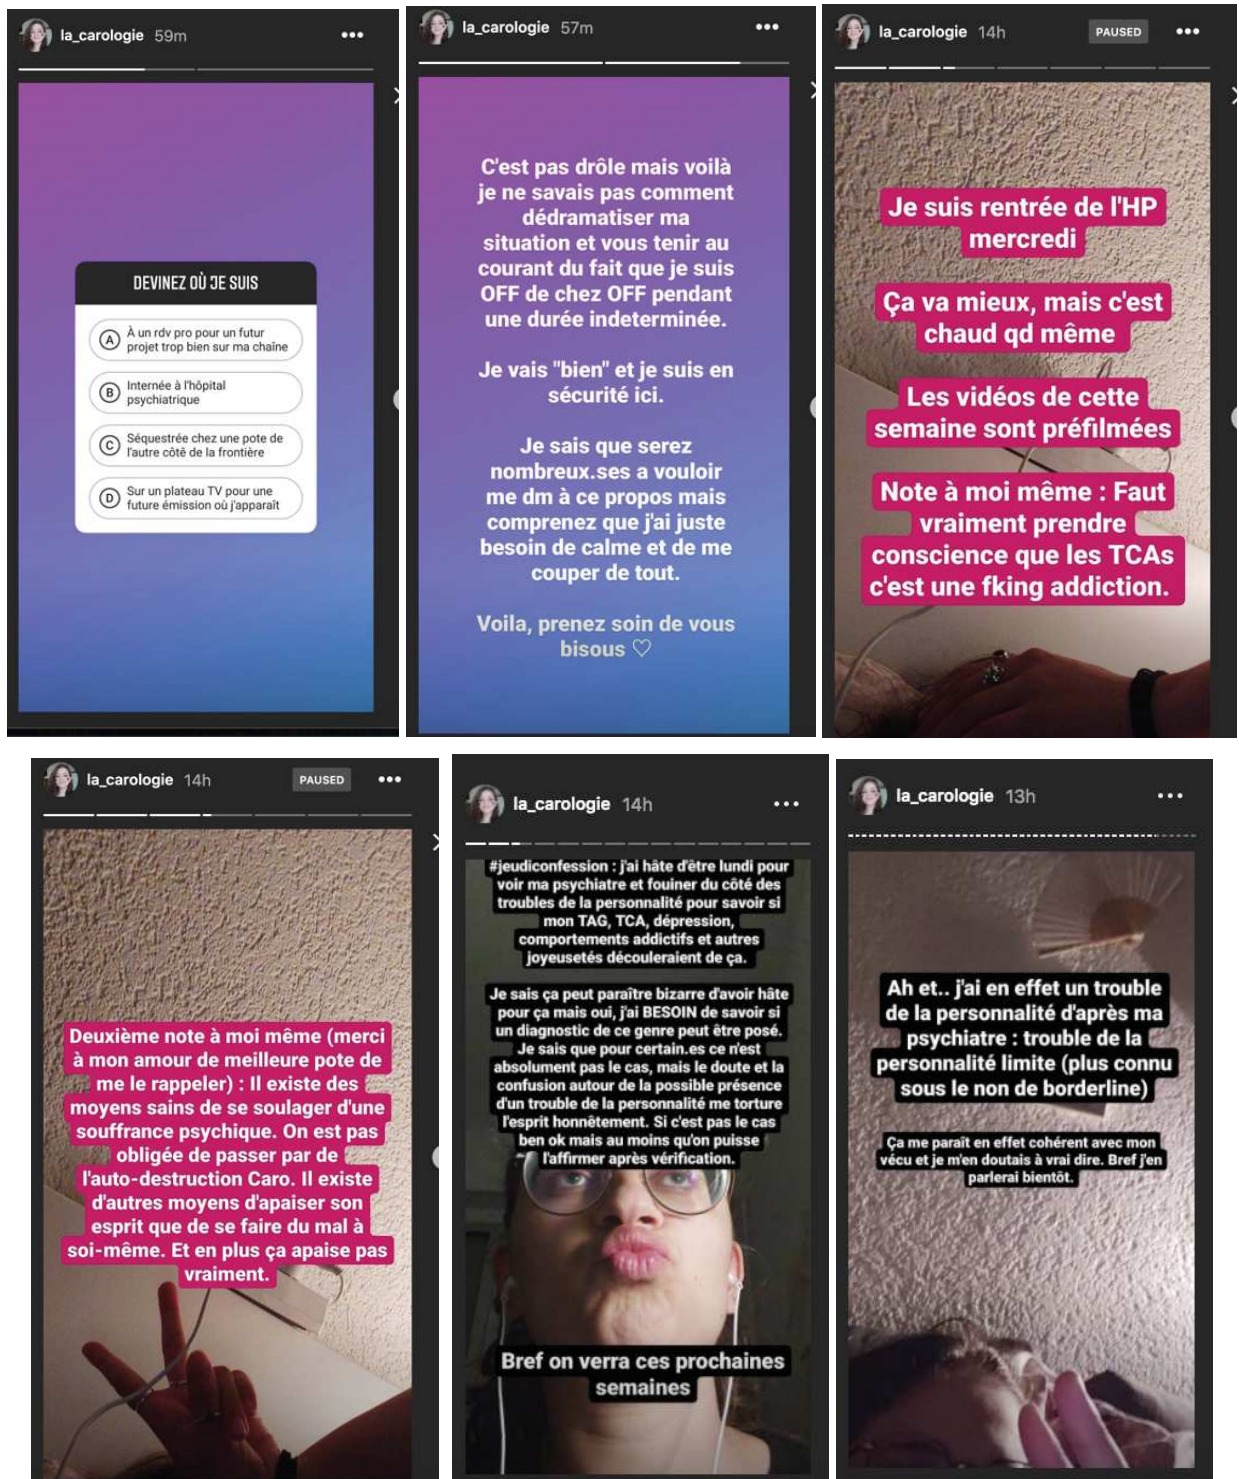 la_carologie 59m
DEVINEZ OÙ JE SUIS
A À un rdv pro pour un futur
projet trop bien sur ma chaîne
B Internée à l'hôpital
psychiatrique
C Séquestrée chez une pote de
l'autre côté de la frontière
D Sur un plateau TV pour une
future émission où j'apparaît
la_carologie 57m
C'est pas drôle mais voilà
je ne savais pas comment
dédramatiser ma
situation et vous tenir au
courant du fait que je suis
OFF de chez OFF pendant
une durée indeterminée.
Je vais "bien" et je suis en
sécurité ici.
Je sais que serez
nombreux.ses a vouloir
me dm à ce propos mais
comprenez que j'ai juste
besoin de calme et de me
couper de tout.
Voila, prenez soin de vous
bisous ♡
la_carologie 14h PAUSED
Je suis rentrée de l'HP
mercredi
Ça va mieux, mais c'est
chaud qd même
Les vidéos de cette
semaine sont préfilmées
Note à moi même : Faut
vraiment prendre
conscience que les TCAs
c'est une fking addiction.
la_carologie 14h PAUSED
Deuxième note à moi même (merci
à mon amour de meilleure pote de
me le rappeler) : Il existe des
moyens sains de se soulager d'une
souffrance psychique. On est pas
obligée de passer par de
l'auto-destruction Caro. Il existe
d'autres moyens d'apaiser son
esprit que de se faire du mal à
soi-même. Et en plus ça apaise pas
vraiment.
la_carologie 14h
#jeudiconfession : j'ai hâte d'être lundi pour
voir ma psychiatre et fouiner du côté des
troubles de la personnalité pour savoir si
mon TAG, TCA, dépression,
comportements addictifs et autres
joyeusetés découleraient de ça.
Je sais ça peut paraître bizarre d'avoir hâte
pour ça mais oui, j'ai BESOIN de savoir si
un diagnostic de ce genre peut être posé.
Je sais que pour certain.es ce n'est
absolument pas le cas, mais le doute et la
confusion autour de la possible présence
d'un trouble de la personnalité me torture
l'esprit honnêtement. Si c'est pas le cas
ben ok mais au moins qu'on puisse
l'affirmer après vérification.
Bref on verra ces prochaines
semaines
la_carologie 13h
Ah et.. j'ai en effet un trouble
de la personnalité d'après ma
psychiatre : trouble de la
personnalité limite (plus connu
sous le non de borderline)
Ça me paraît en effet cohérent avec mon
vécu et je m'en doutais à vrai dire. Bref j'en
parlerai bientôt.